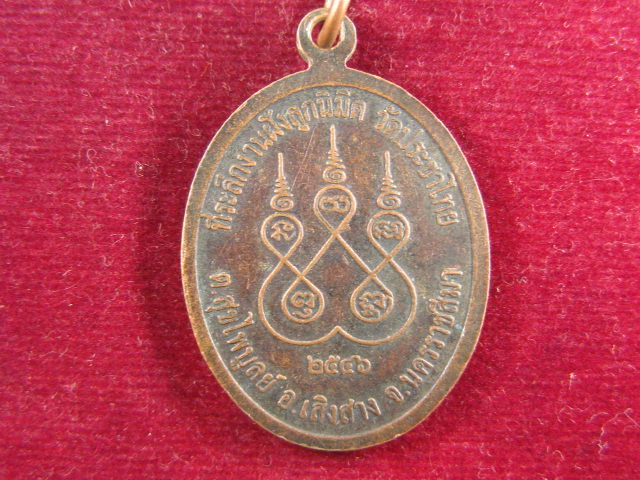 ที่ระลึกงานฝังลูกนิมิต วัดประชาไทย
ต.สุขไพบูลย์ อ.เสิงสาง จ.นครราชสีมา
๒๕๔๖